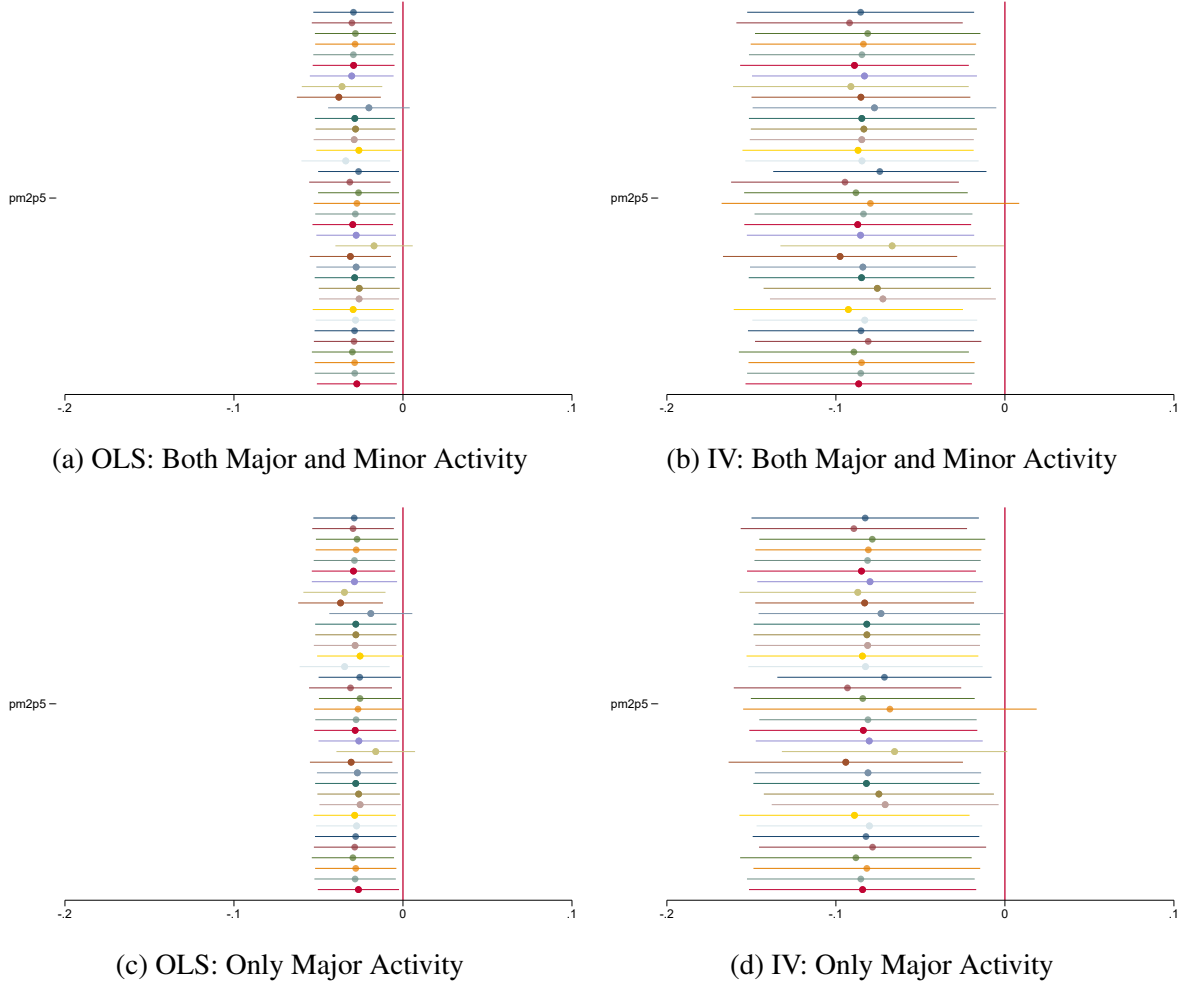 pm2p5
-.2 -.1 0 .1
(a) OLS: Both Major and Minor Activity
pm2p5
-.2 -.1 0 .1
(b) IV: Both Major and Minor Activity
pm2p5
-.2 -.1 0 .1
(c) OLS: Only Major Activity
pm2p5
-.2 -.1 0 .1
(d) IV: Only Major Activity